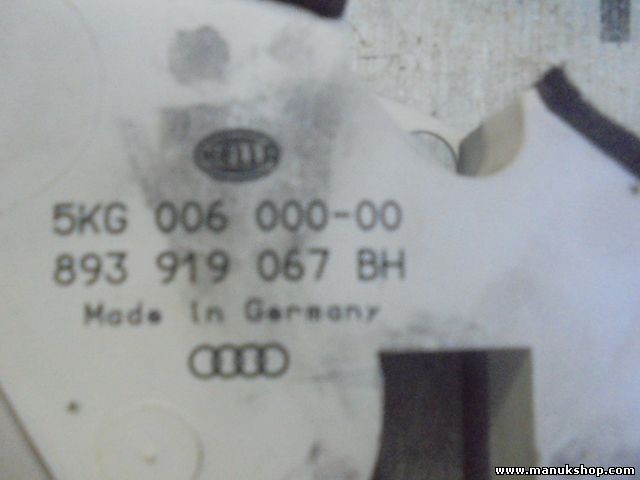 HELLA
5KG 006 000-00
893 919 067 BH
Made in Germany
www.manukshop.com